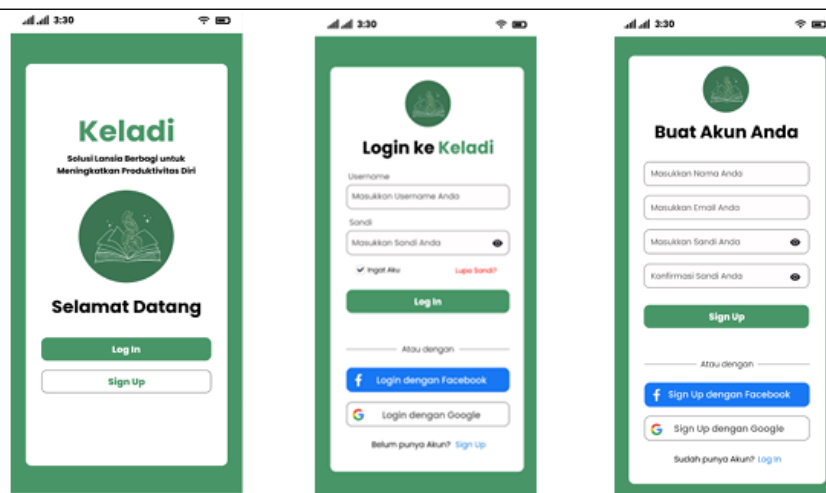 3:30
Keladi
Solusi Lansia Berbagi untuk
Meningkatkan Produktivitas Diri
Selamat Datang
Log In
Sign Up
3:30
Login ke Keladi
Username
Masukkan Username Anda
Sandi
Masukkan Sandi Anda
Ingat Aku
Lupa Sandi?
Log In
Atau dengan
Login dengan Facebook
Login dengan Google
Belum punya Akun? Sign Up
3:30
Buat Akun Anda
Masukkan Nama Anda
Masukkan Email Anda
Masukkan Sandi Anda
Konfirmasi Sandi Anda
Sign Up
Atau dengan
Sign Up dengan Facebook
Sign Up dengan Google
Sudah punya Akun? Log In